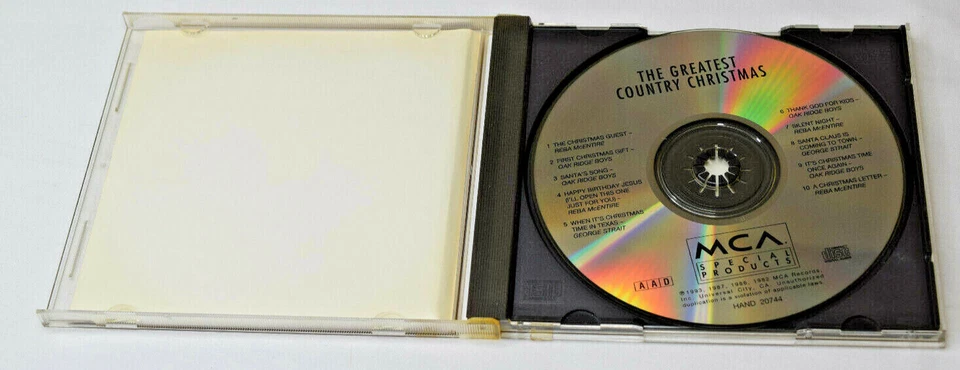 THE GREATEST
COUNTRY CHRISTMAS
1 THE CHRISTMAS GUEST –
REBA McENTIRE
2 FIRST CHRISTMAS GIFT –
OAK RIDGE BOYS
3 SANTA'S SONG –
OAK RIDGE BOYS
4 HAPPY BIRTHDAY JESUS
(I'LL OPEN THIS ONE
JUST FOR YOU) –
REBA McENTIRE
5 WHEN IT'S CHRISTMAS
TIME IN TEXAS –
GEORGE STRAIT
6 THANK GOD FOR KIDS –
OAK RIDGE BOYS
7 SILENT NIGHT –
REBA McENTIRE
8 SANTA CLAUS IS
COMING TO TOWN –
GEORGE STRAIT
9 IT'S CHRISTMAS TIME
ONCE AGAIN –
OAK RIDGE BOYS
10 A CHRISTMAS LETTER –
REBA McENTIRE
MCA
SPECIAL
PRODUCTS
AAD
1987, 1982 MCA Records,
Inc. Universal City, CA. Unauthorized
duplication is a violation of applicable laws.
HAND 20744